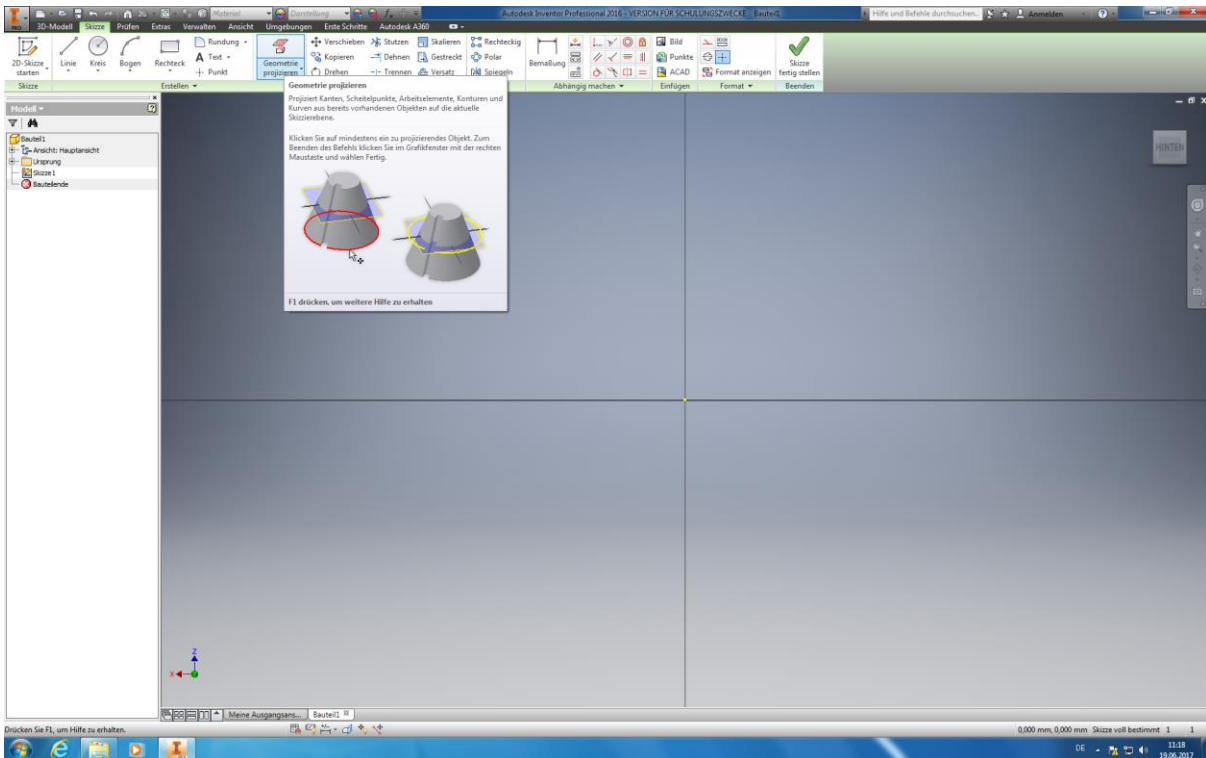 Material
Darstellung
Autodesk Inventor Professional 2016 - VERSION FÜR SCHULUNGSZWECKE Bauteil1
Hilfe und Befehle durchsuchen...
Anmelden
3D-Modell Skizze Prüfen Extras Verwalten Ansicht Umgebungen Erste Schritte Autodesk A360
2D-Skizze starten
Linie
Kreis
Bogen
Rechteck
Rundung
Text
Punkt
Geometrie projizieren
Verschieben
Kopieren
Drehen
Stutzen
Dehnen
Trennen
Skalieren
Gestreckt
Versatz
Rechteckig
Polar
Spiegeln
Bemaßung
Bild
Punkte
ACAD
Format anzeigen
Skizze fertig stellen
Skizze
Erstellen
Abhängig machen
Einfügen
Format
Beenden
Geometrie projizieren
Projiziert Kanten, Scheitelpunkte, Arbeitselemente, Konturen und
Kurven aus bereits vorhandenen Objekten auf die aktuelle
Skizzierebene.
Klicken Sie auf mindestens ein zu projizierendes Objekt. Zum
Beenden des Befehls klicken Sie im Grafikfenster mit der rechten
Maustaste und wählen Fertig.
F1 drücken, um weitere Hilfe zu erhalten
Modell
Bauteil1
Ansicht: Hauptansicht
Ursprung
Skizze1
Bauteilende
HINTEN
Z
X
Meine Ausgangsans...
Bauteil1
Drücken Sie F1, um Hilfe zu erhalten.
0,000 mm, 0,000 mm Skizze voll bestimmt 1 1
DE
11:18
19.06.2017